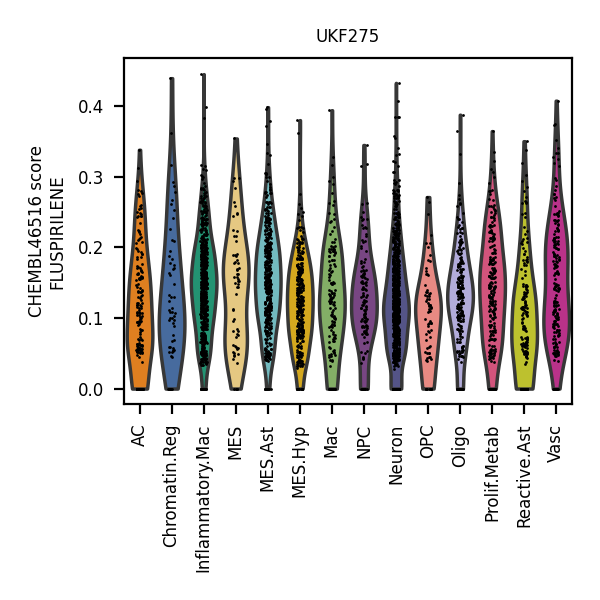 UKF275
CHEMBL46516 score
FLUSPIRILENE
0.4
0.3
0.2
0.1
0.0
AC
Chromatin.Reg
Inflammatory.Mac
MES
MES.Ast
MES.Hyp
Mac
NPC
Neuron
OPC
Oligo
Prolif.Metab
Reactive.Ast
Vasc